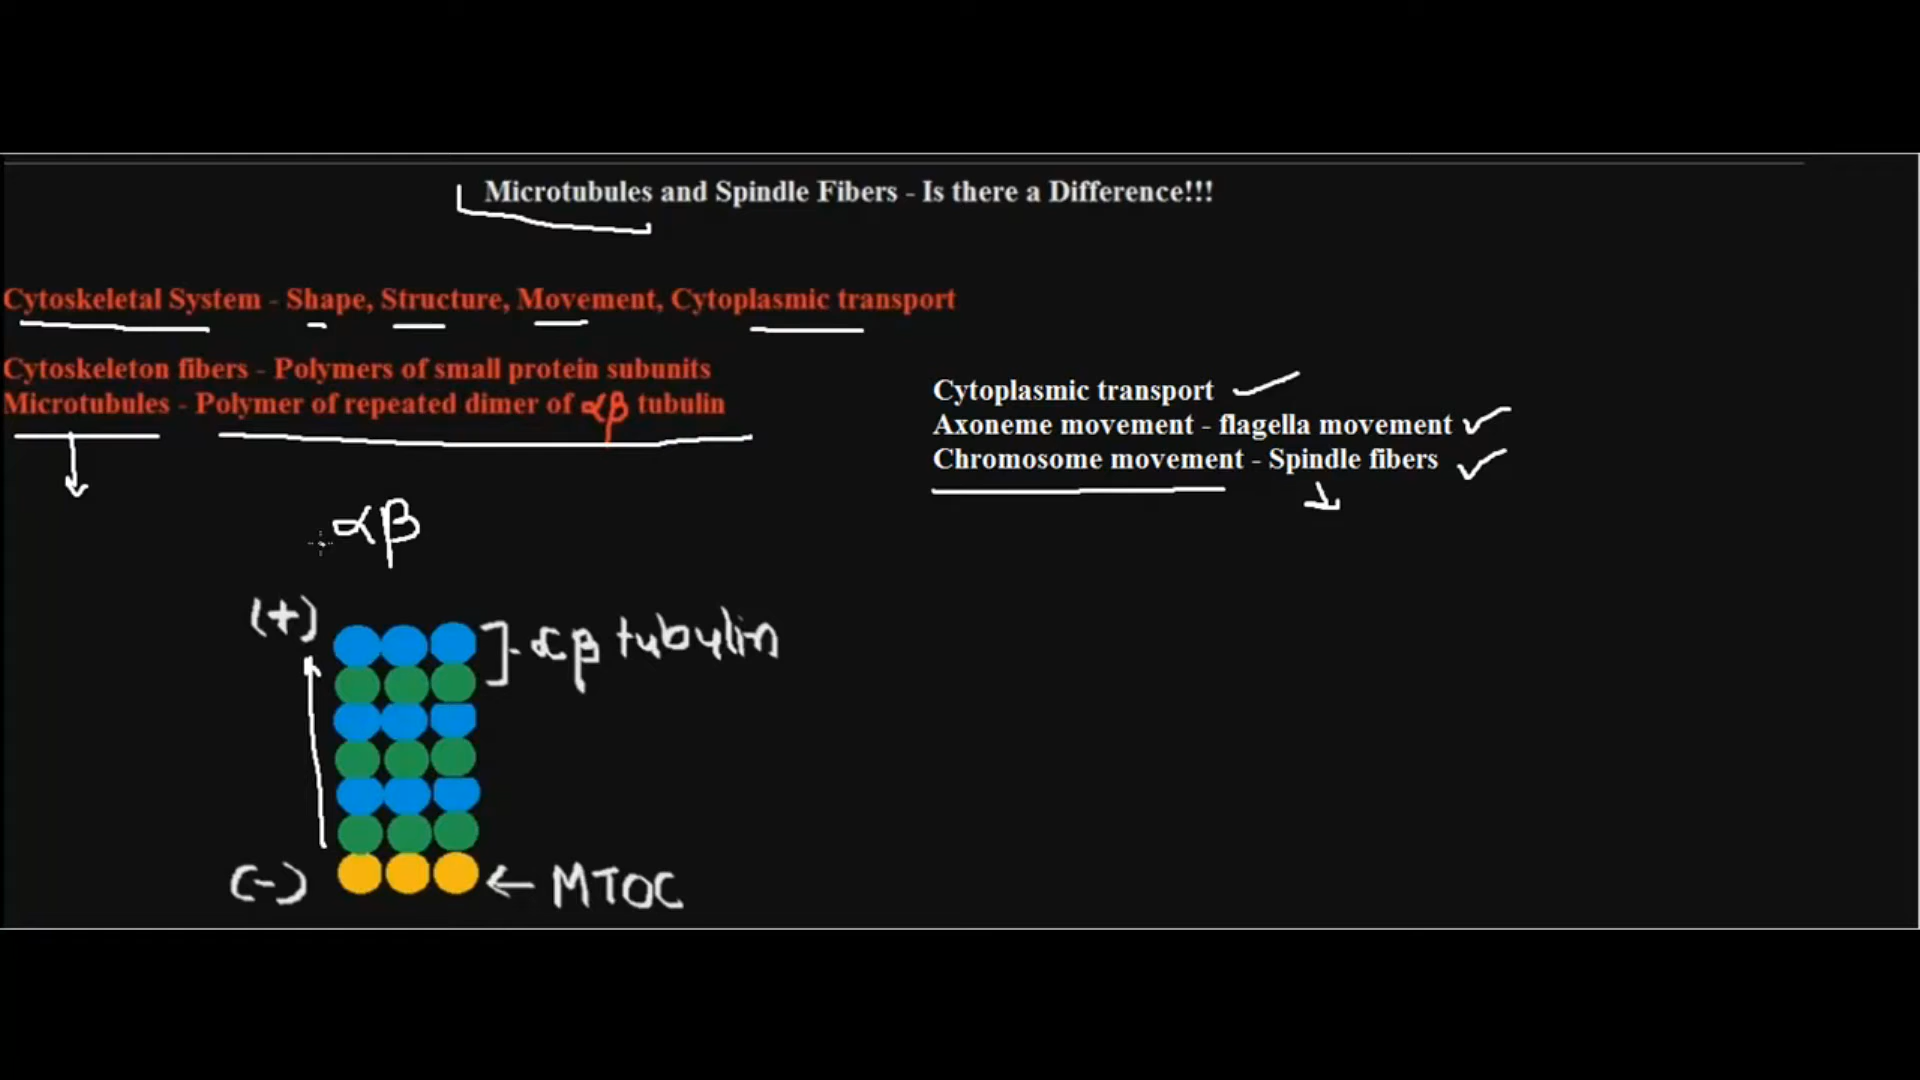 Microtubules and Spindle Fibers - Is there a Difference!!!
Cytoskeletal System - Shape, Structure, Movement, Cytoplasmic transport
Cytoskeleton fibers - Polymers of small protein subunits
Microtubules - Polymer of repeated dimer of αβ tubulin
Cytoplasmic transport
Axoneme movement - flagella movement
Chromosome movement - Spindle fibers
αβ
(+)
αβ tubulin
(-)
← MTOC